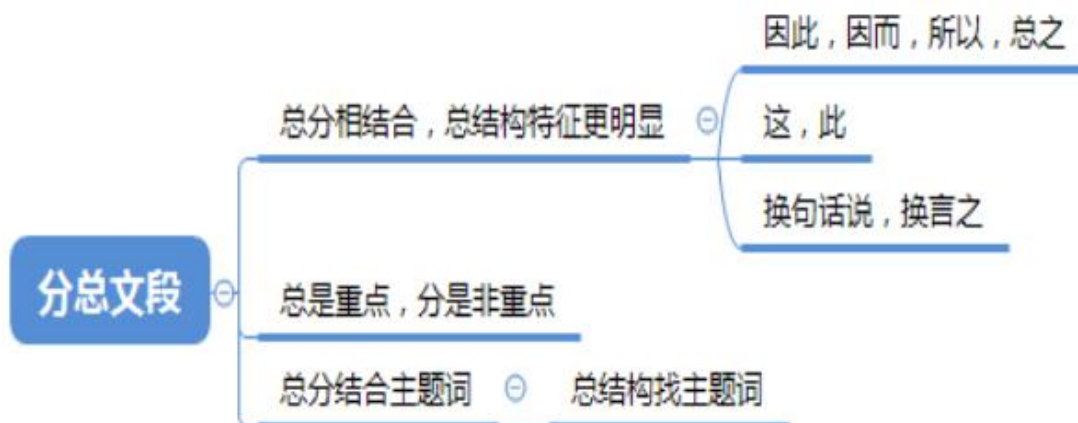 因此，因而，所以，总之
总分相结合，总结构特征更明显
这，此
换句话说，换言之
分总文段
总是重点，分是非重点
总分结合主题词
总结构找主题词